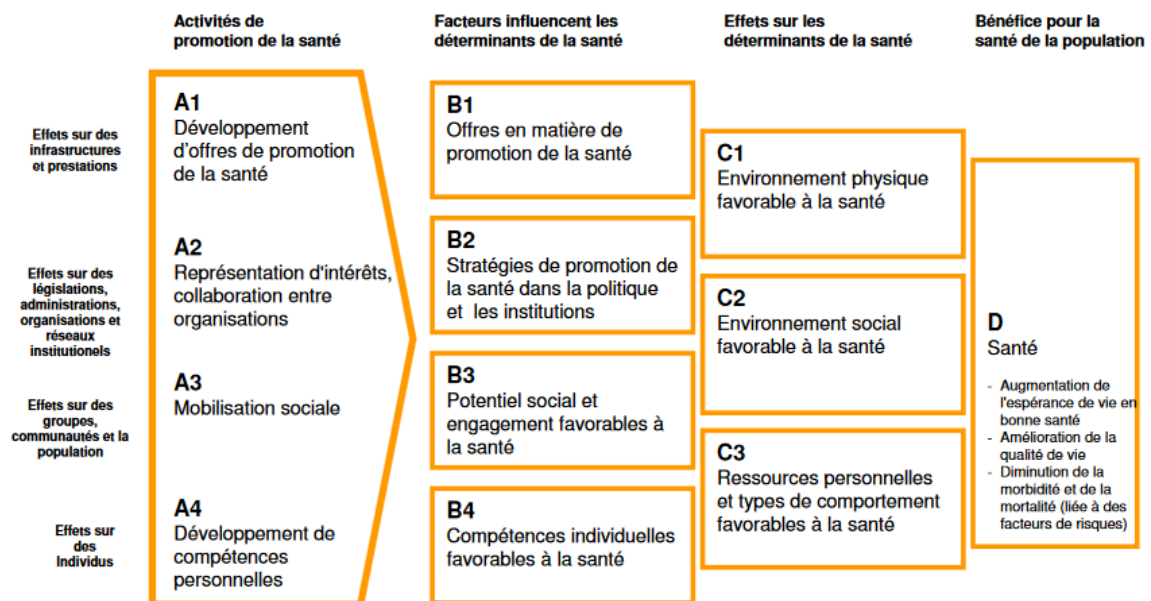 Activités de
promotion de la santé
Facteurs influencent les
déterminants de la santé
Effets sur les
déterminants de la santé
Bénéfice pour la
santé de la population
Effets sur des
infrastructures
et prestations
Effets sur des
législations,
administrations,
organisations et
réseaux
institutionels
Effets sur des
groupes,
communautés et la
population
Effets sur
des
Individus
A1
Développement
d'offres de promotion
de la santé
A2
Représentation d'intérêts,
collaboration entre
organisations
A3
Mobilisation sociale
A4
Développement de
compétences
personnelles
B1
Offres en matière de
promotion de la santé
B2
Stratégies de promotion de
la santé dans la politique
et les institutions
B3
Potentiel social et
engagement favorables à
la santé
B4
Compétences individuelles
favorables à la santé
C1
Environnement physique
favorable à la santé
C2
Environnement social
favorable à la santé
C3
Ressources personnelles
et types de comportement
favorables à la santé
D
Santé
- Augmentation de
l'espérance de vie en
bonne santé
- Amélioration de la
qualité de vie
- Diminution de la
morbidité et de la
mortalité (liée à des
facteurs de risques)